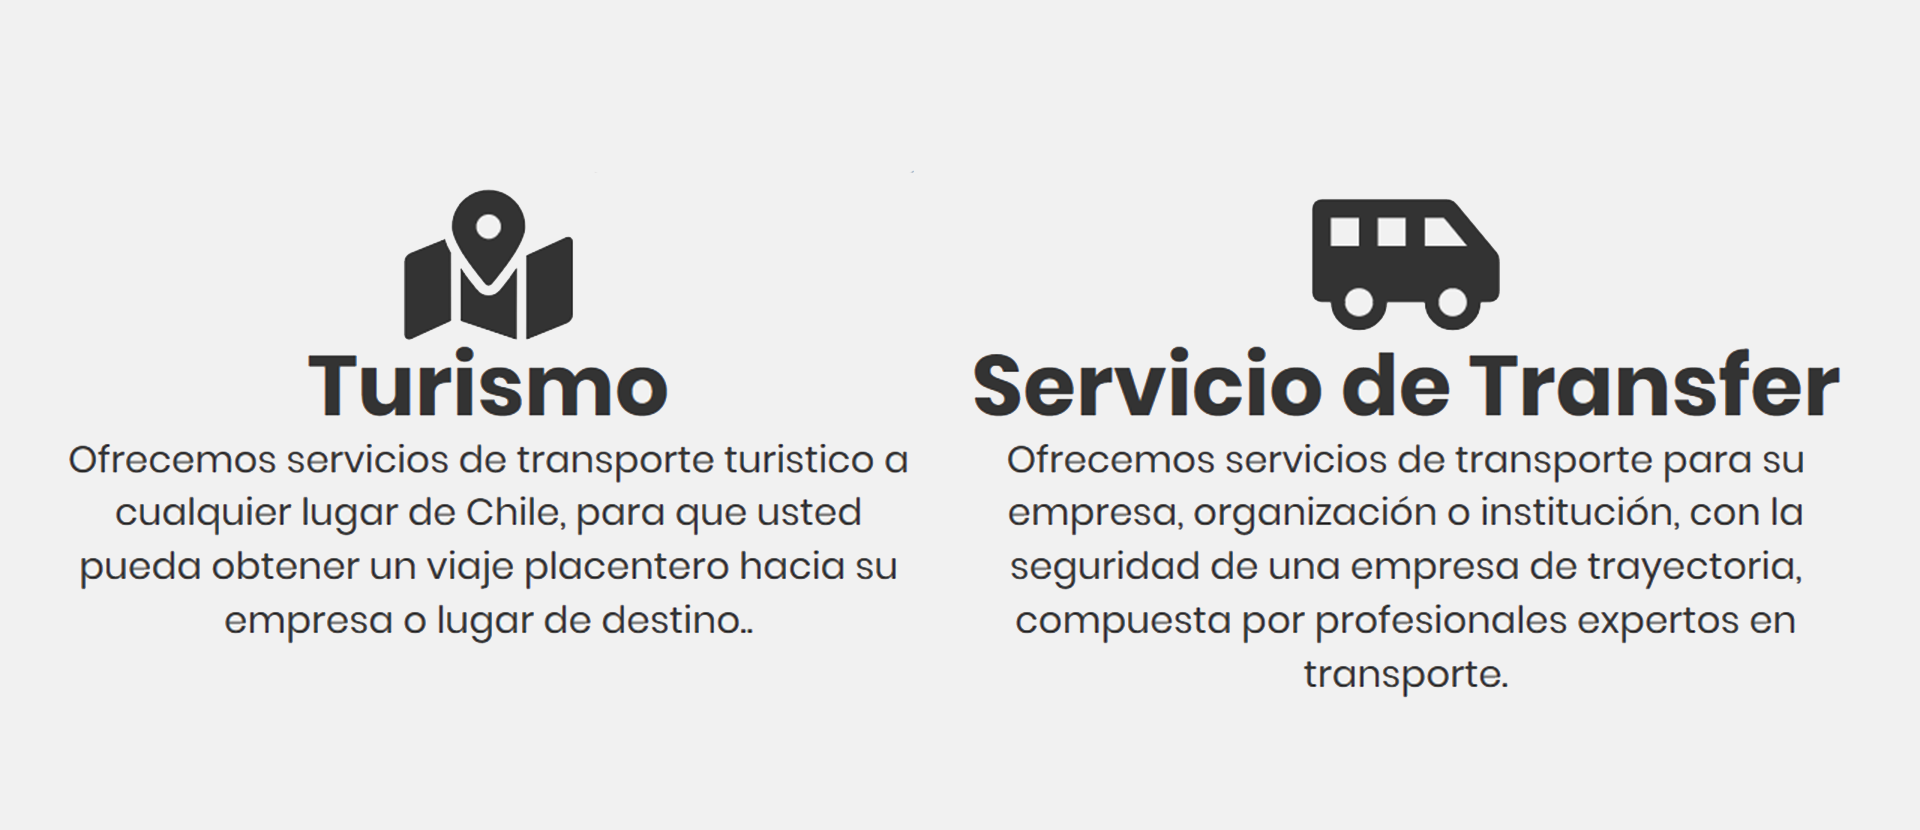 Turismo
Ofrecemos servicios de transporte turistico a
cualquier lugar de Chile, para que usted
pueda obtener un viaje placentero hacia su
empresa o lugar de destino..
Servicio de Transfer
Ofrecemos servicios de transporte para su
empresa, organización o institución, con la
seguridad de una empresa de trayectoria,
compuesta por profesionales expertos en
transporte.